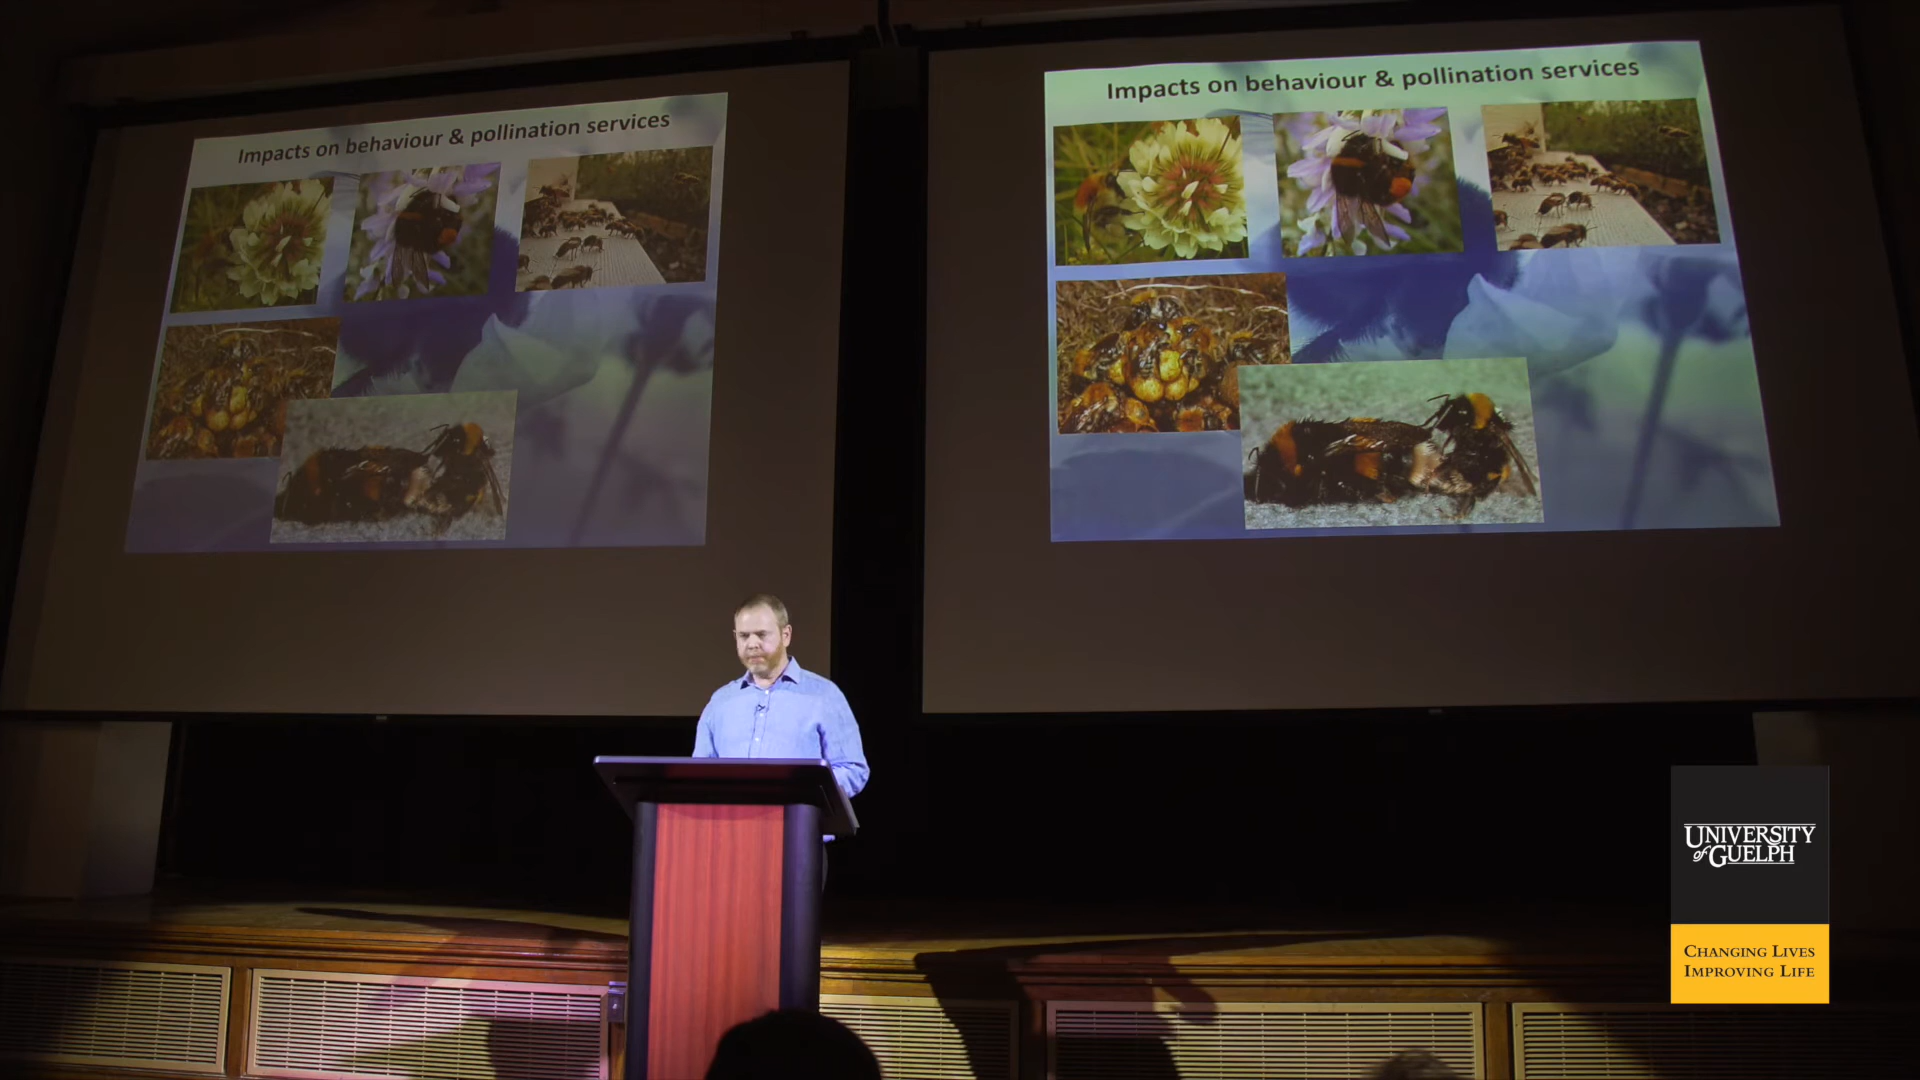 Impacts on behaviour & pollination services
Impacts on behaviour & pollination services
UNIVERSITY
of GUELPH
CHANGING LIVES
IMPROVING LIFE